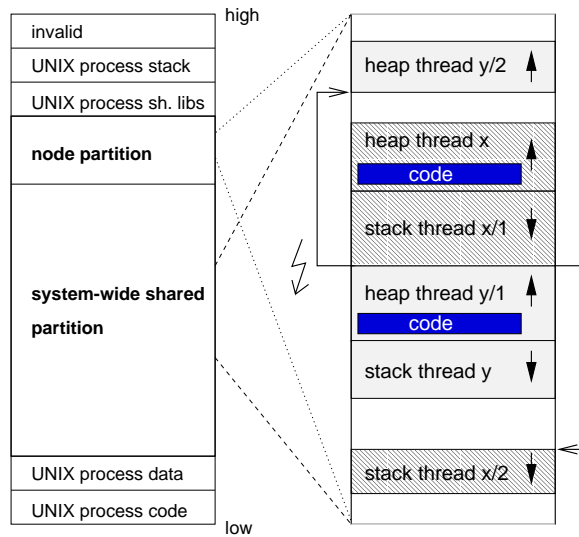 high
invalid
UNIX process stack
UNIX process sh. libs
node partition
system-wide shared
partition
UNIX process data
UNIX process code
low
heap thread y/2
heap thread x
code
stack thread x/1
heap thread y/1
code
stack thread y
stack thread x/2